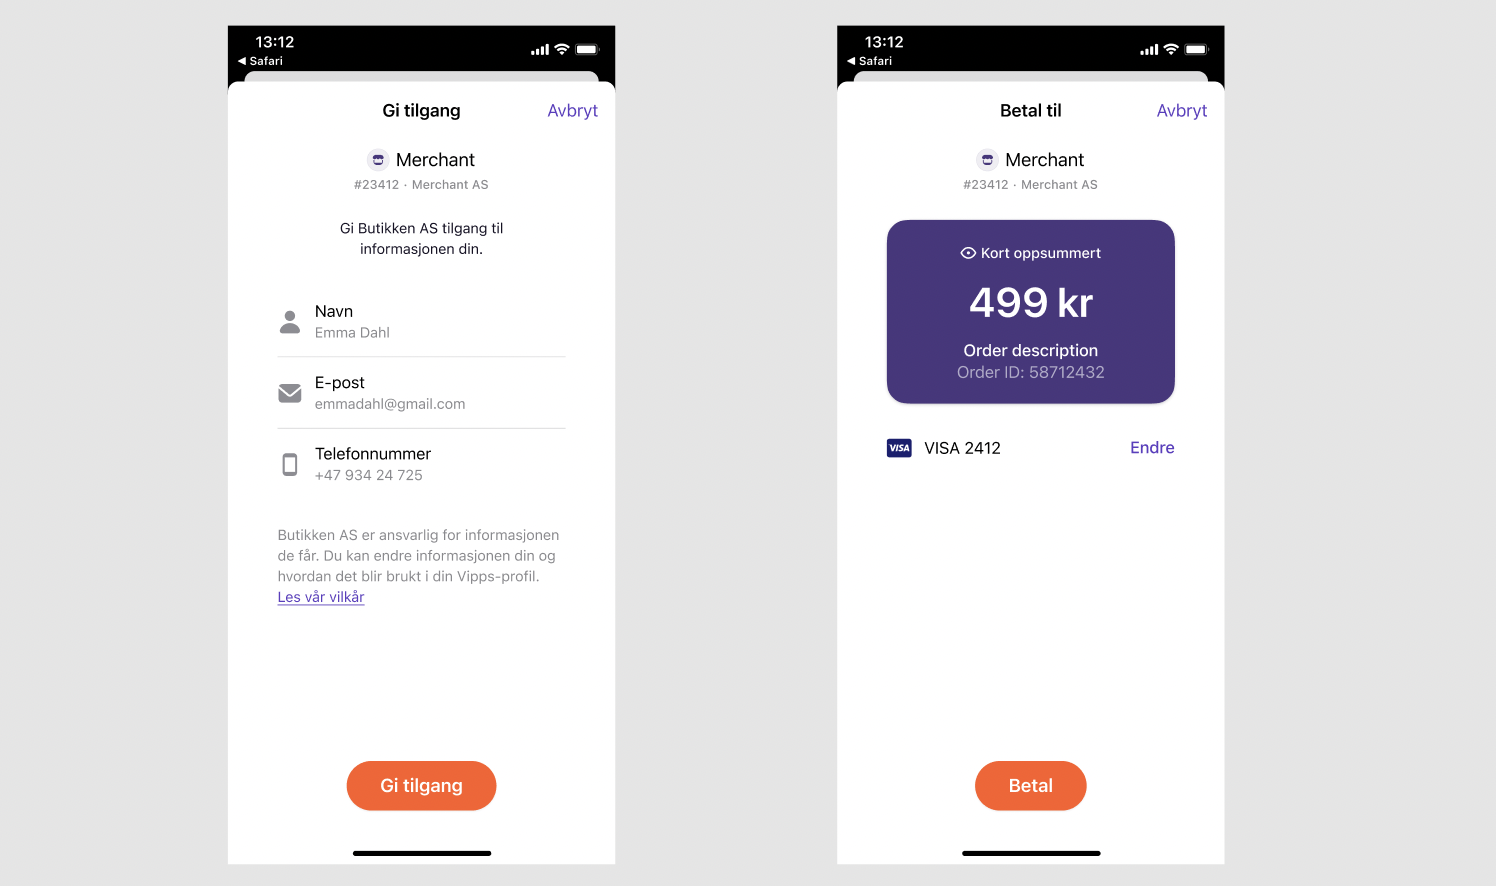 13:12
◀ Safari
Gi tilgang
Avbryt
Merchant
#23412 · Merchant AS
Gi Butikken AS tilgang til
informasjonen din.
Navn
Emma Dahl
E-post
emmadahl@gmail.com
Telefonnummer
+47 934 24 725
Butikken AS er ansvarlig for informasjonen
de får. Du kan endre informasjonen din og
hvordan det blir brukt i din Vipps-profil.
Les vår vilkår
Gi tilgang
13:12
◀ Safari
Betal til
Avbryt
Merchant
#23412 · Merchant AS
Kort oppsummert
499 kr
Order description
Order ID: 58712432
VISA
VISA 2412
Endre
Betal